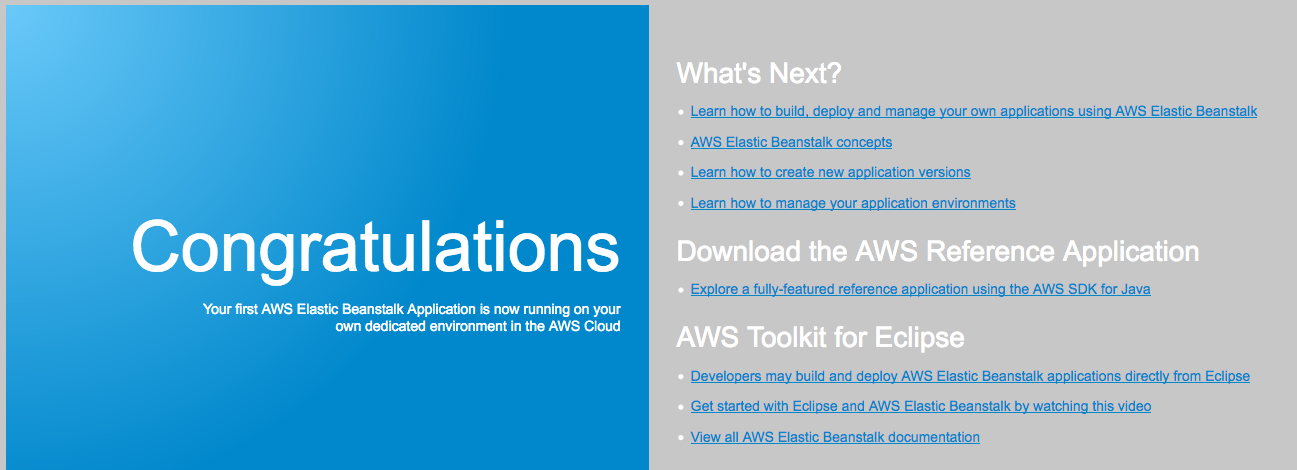 Congratulations
Your first AWS Elastic Beanstalk Application is now running on your
own dedicated environment in the AWS Cloud
What's Next?
Learn how to build, deploy and manage your own applications using AWS Elastic Beanstalk
AWS Elastic Beanstalk concepts
Learn how to create new application versions
Learn how to manage your application environments
Download the AWS Reference Application
Explore a fully-featured reference application using the AWS SDK for Java
AWS Toolkit for Eclipse
Developers may build and deploy AWS Elastic Beanstalk applications directly from Eclipse
Get started with Eclipse and AWS Elastic Beanstalk by watching this video
View all AWS Elastic Beanstalk documentation